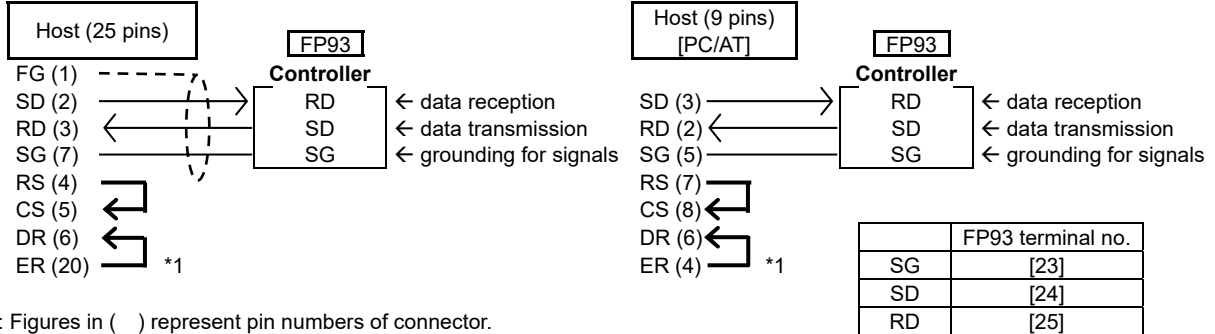 Host (25 pins)
FP93
Controller
FG (1)
SD (2) RD ← data reception
RD (3) SD ← data transmission
SG (7) SG ← grounding for signals
RS (4)
CS (5)
DR (6)
ER (20) *1
Host (9 pins)
[PC/AT]
FP93
Controller
SD (3) RD ← data reception
RD (2) SD ← data transmission
SG (5) SG ← grounding for signals
RS (7)
CS (8)
DR (6)
ER (4) *1
FP93 terminal no.
SG [23]
SD [24]
RD [25]
: Figures in ( ) represent pin numbers of connector.